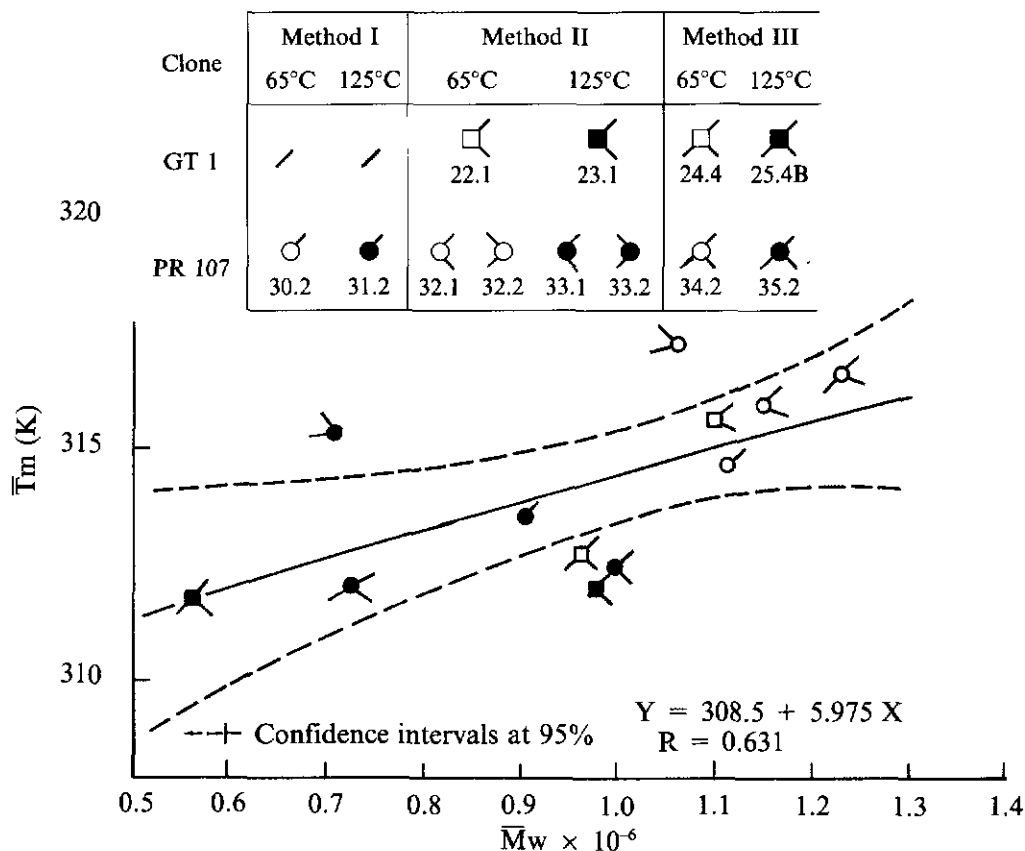 Clone Method I Method II Method III
65°C 125°C 65°C 125°C 65°C 125°C
GT 1
22.1 23.1 24.4 25.4B
PR 107
30.2 31.2 32.1 32.2 33.1 33.2 34.2 35.2
320
315
310
T̅m (K)
Y = 308.5 + 5.975 X
Confidence intervals at 95%
R = 0.631
0.5 0.6 0.7 0.8 0.9 1.0 1.1 1.2 1.3 1.4
M̅w × 10⁻⁶